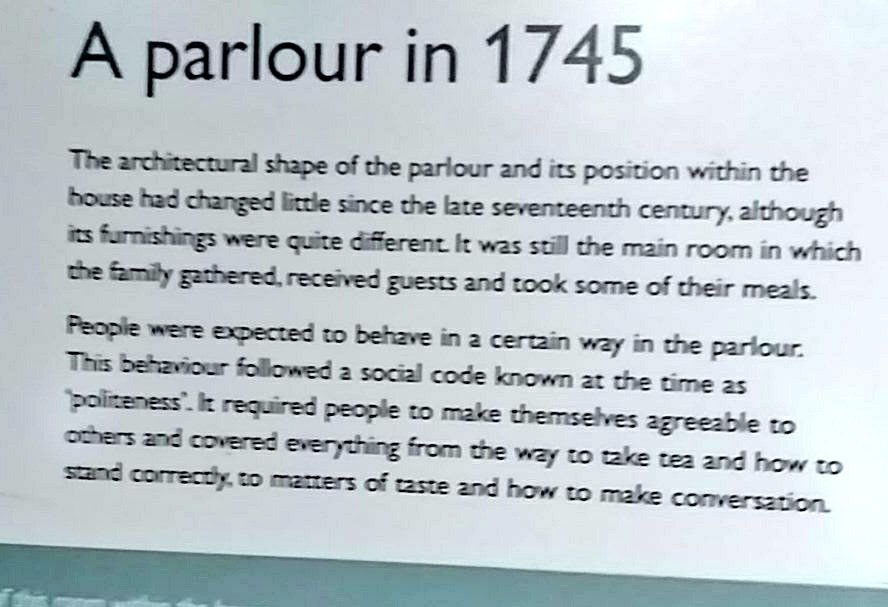 A parlour in 1745
The architectural shape of the parlour and its position within the
house had changed little since the late seventeenth century, although
its furnishings were quite different. It was still the main room in which
the family gathered, received guests and took some of their meals.
People were expected to behave in a certain way in the parlour.
This behaviour followed a social code known at the time as
'politeness'. It required people to make themselves agreeable to
others and covered everything from the way to take tea and how to
stand correctly, to matters of taste and how to make conversation.